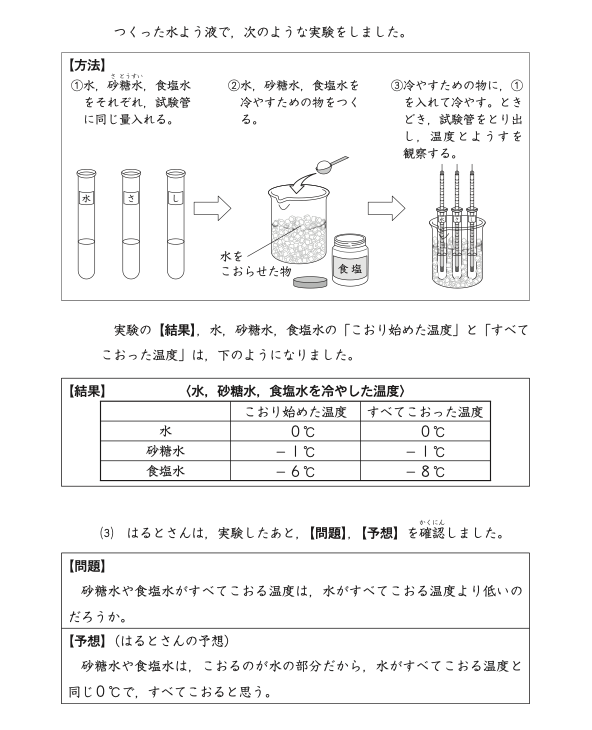 つくった水よう液で，次のような実験をしました。
【方法】
①水，砂糖水，食塩水
をそれぞれ，試験管
に同じ量入れる。
さ とうすい
②水，砂糖水，食塩水を
冷やすための物をつく
る。
③冷やすための物に，①
を入れて冷やす。とき
どき，試験管をとり出
し，温度とようすを
観察する。
水
さ
し
水を
こおらせた物
食塩
実験の【結果】，水，砂糖水，食塩水の「こおり始めた温度」と「すべて
こおった温度」は，下のようになりました。
【結果】 〈水，砂糖水，食塩水を冷やした温度〉
こおり始めた温度 すべてこおった温度
水 0℃ 0℃
砂糖水 －1℃ －1℃
食塩水 －6℃ －8℃
かくにん
(3) はるとさんは，実験したあと，【問題】，【予想】を確認しました。
【問題】
砂糖水や食塩水がすべてこおる温度は，水がすべてこおる温度より低いの
だろうか。
【予想】（はるとさんの予想）
砂糖水や食塩水は，こおるのが水の部分だから，水がすべてこおる温度と
同じ0℃で，すべてこおると思う。